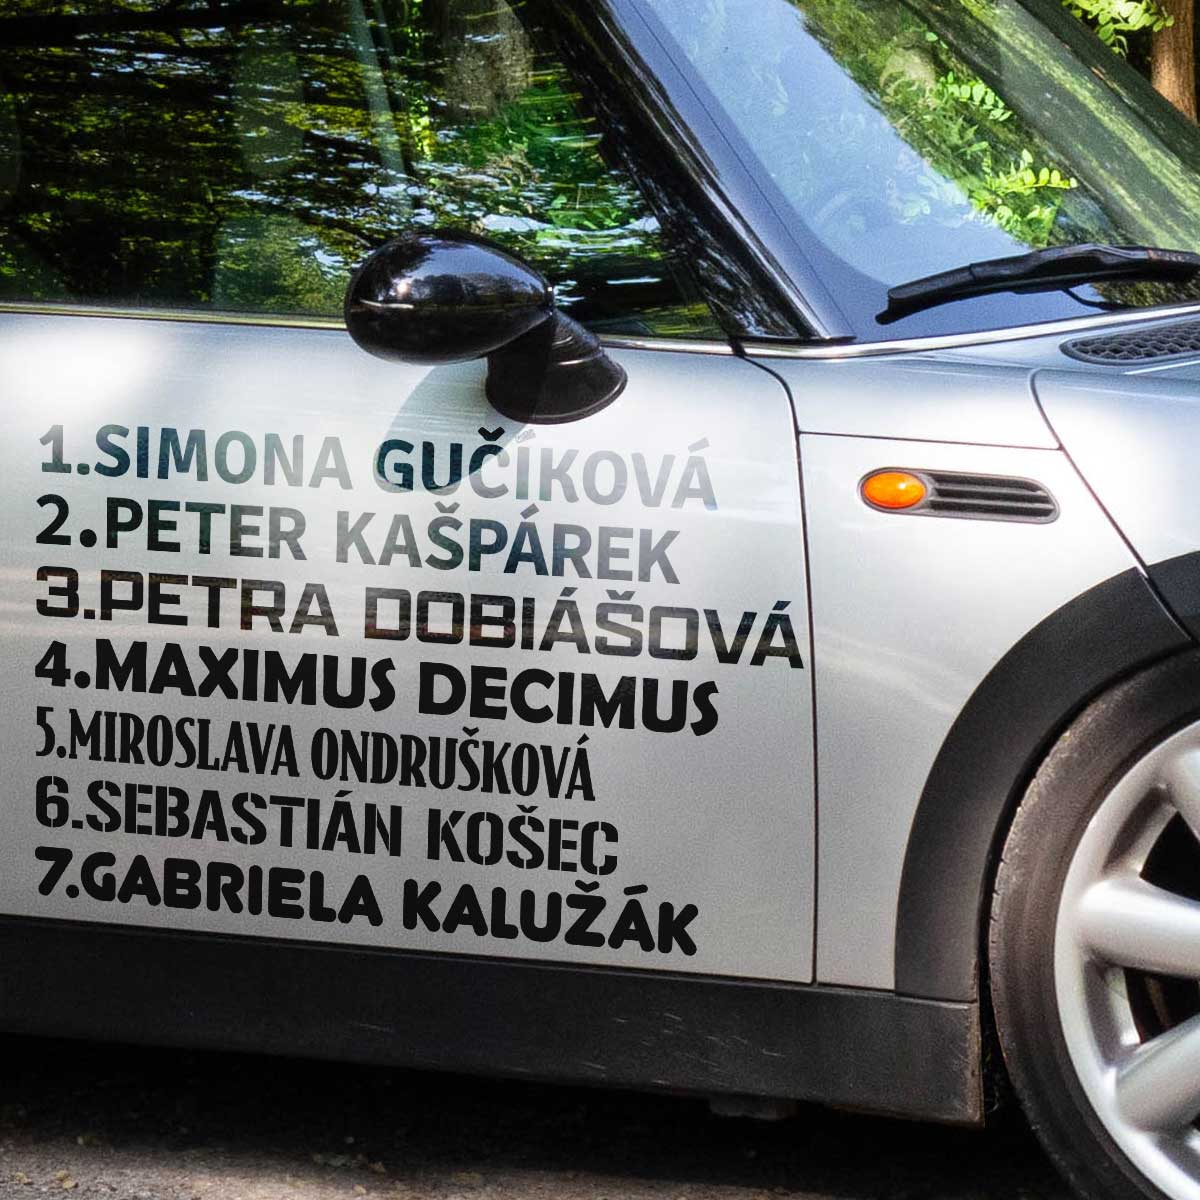 1.SIMONA GUČÍKOVÁ
2.PETER KAŠPÁREK
3.PETRA DOBIÁŠOVÁ
4.MAXIMUS DECIMUS
5.MIROSLAVA ONDRUŠKOVÁ
6.SEBASTIÁN KOŠEC
7.GABRIELA KALUŽÁK